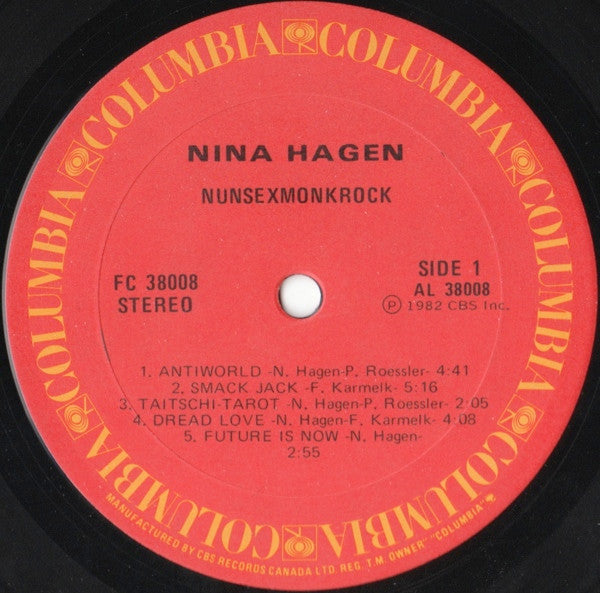 COLUMBIA COLUMBIA COLUMBIA COLUMBIA COLUMBIA COLUMBIA
NINA HAGEN
NUNSEXMONKROCK
FC 38008
STEREO
SIDE 1
AL 38008
Ⓟ 1982 CBS Inc.
1. ANTIWORLD -N. Hagen-P. Roessler- 4:41
2. SMACK JACK -F. Karmelk- 5:16
3. TAITSCHI-TAROT -N. Hagen-P. Roessler- 2:05
4. DREAD LOVE -N. Hagen-F. Karmelk- 4:08
5. FUTURE IS NOW -N. Hagen-
2:55
MANUFACTURED BY CBS RECORDS CANADA LTD. REG. T.M. OWNER "COLUMBIA"